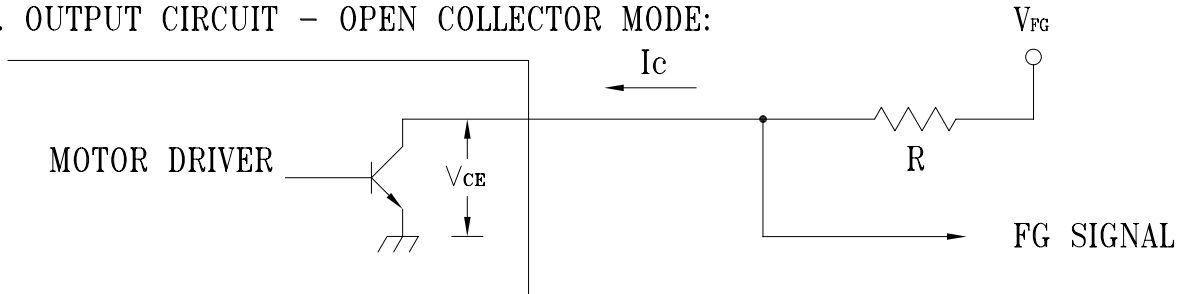 . OUTPUT CIRCUIT - OPEN COLLECTOR MODE:
VFG
Ic
MOTOR DRIVER
VCE
R
FG SIGNAL